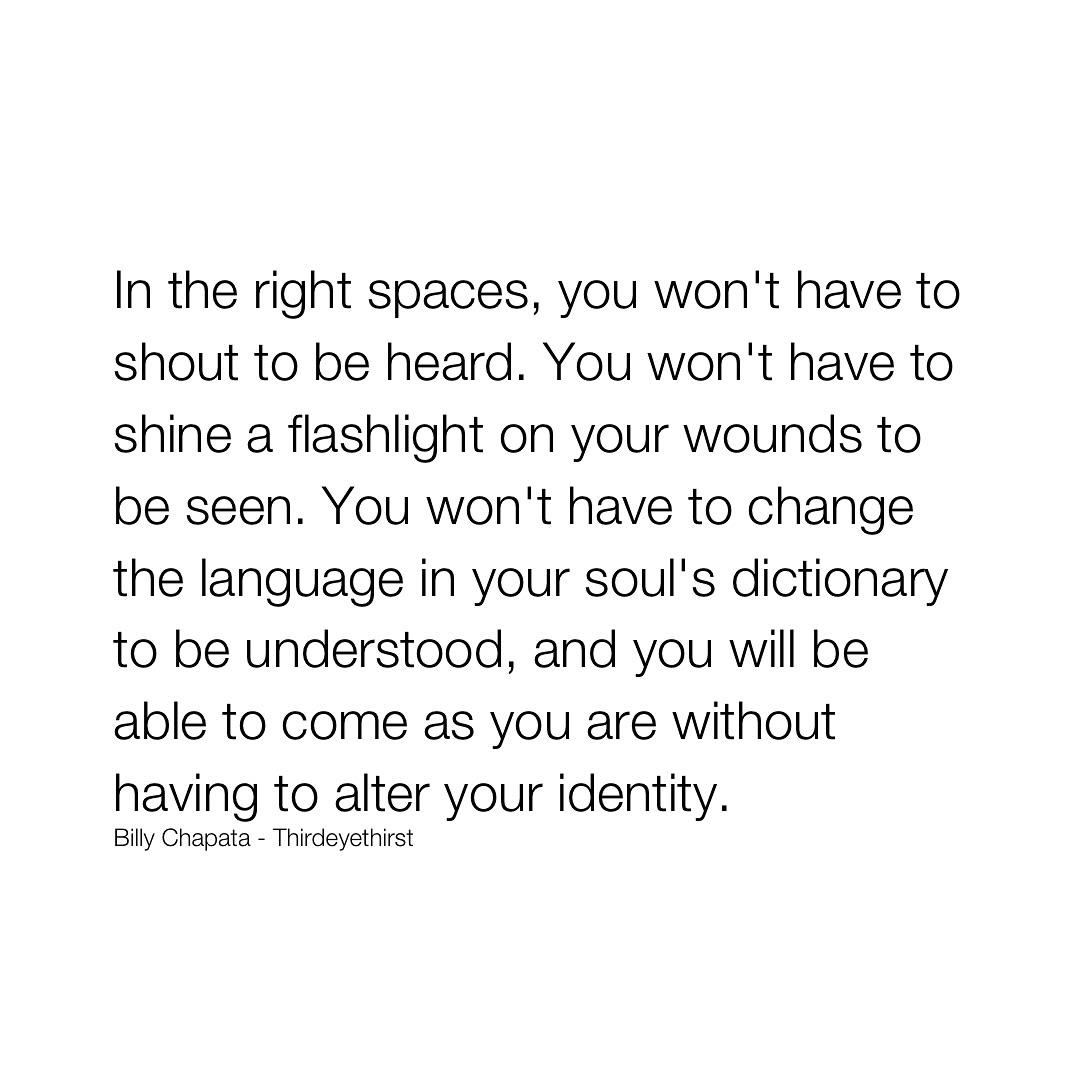 In the right spaces, you won't have to
shout to be heard. You won't have to
shine a flashlight on your wounds to
be seen. You won't have to change
the language in your soul's dictionary
to be understood, and you will be
able to come as you are without
having to alter your identity.
Billy Chapata - Thirdeyethirst